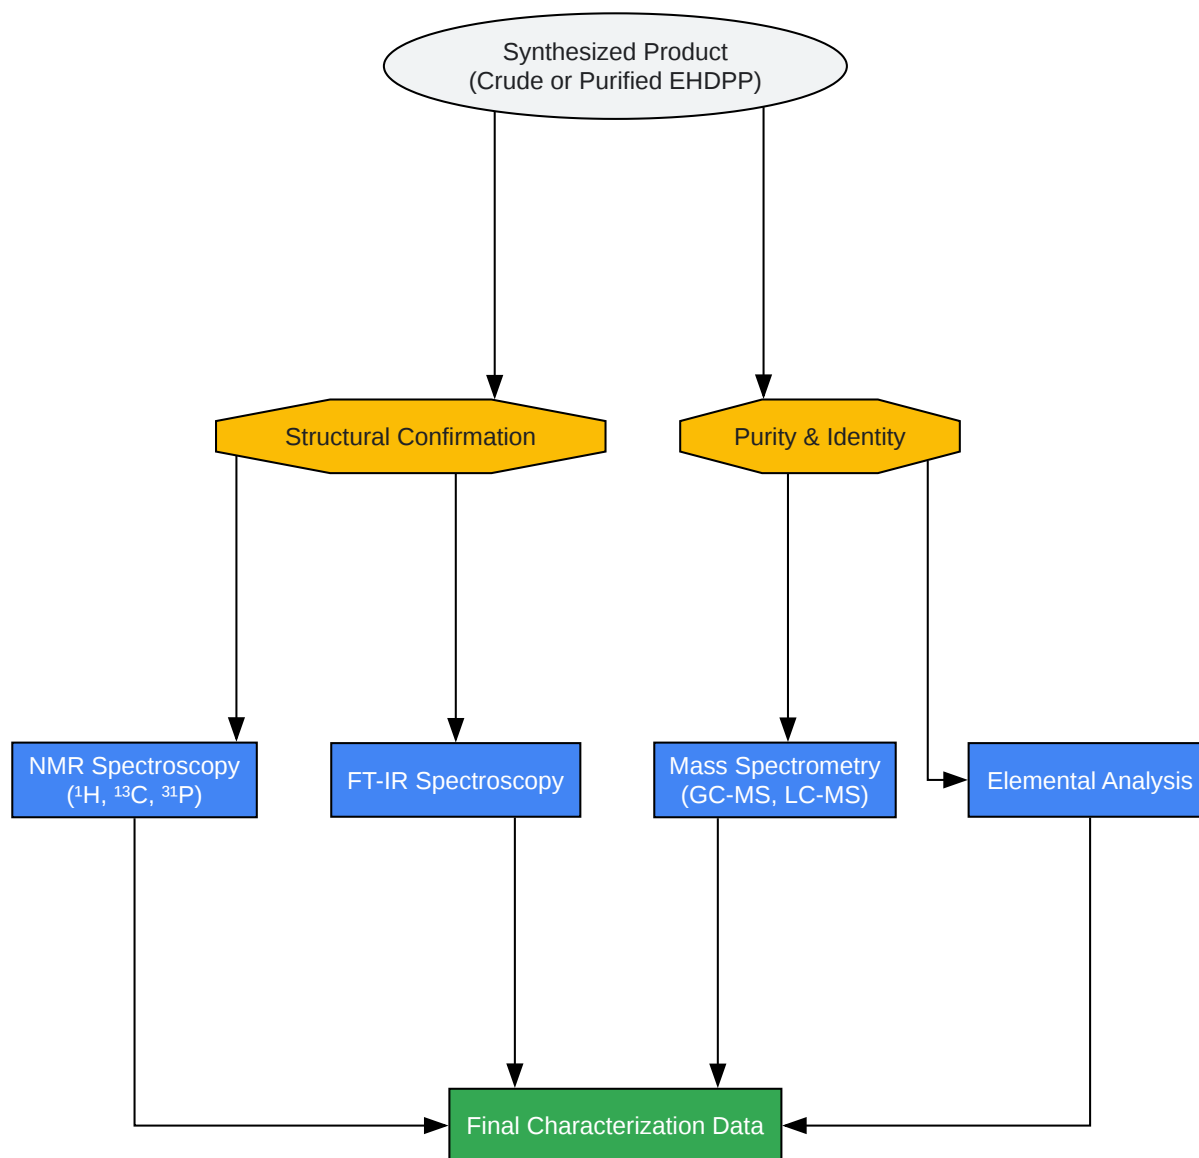 Synthesized Product
(Crude or Purified EHDPP)
Structural Confirmation
Purity & Identity
NMR Spectroscopy
(¹H, ¹³C, ³¹P)
FT-IR Spectroscopy
Mass Spectrometry
(GC-MS, LC-MS)
Elemental Analysis
Final Characterization Data